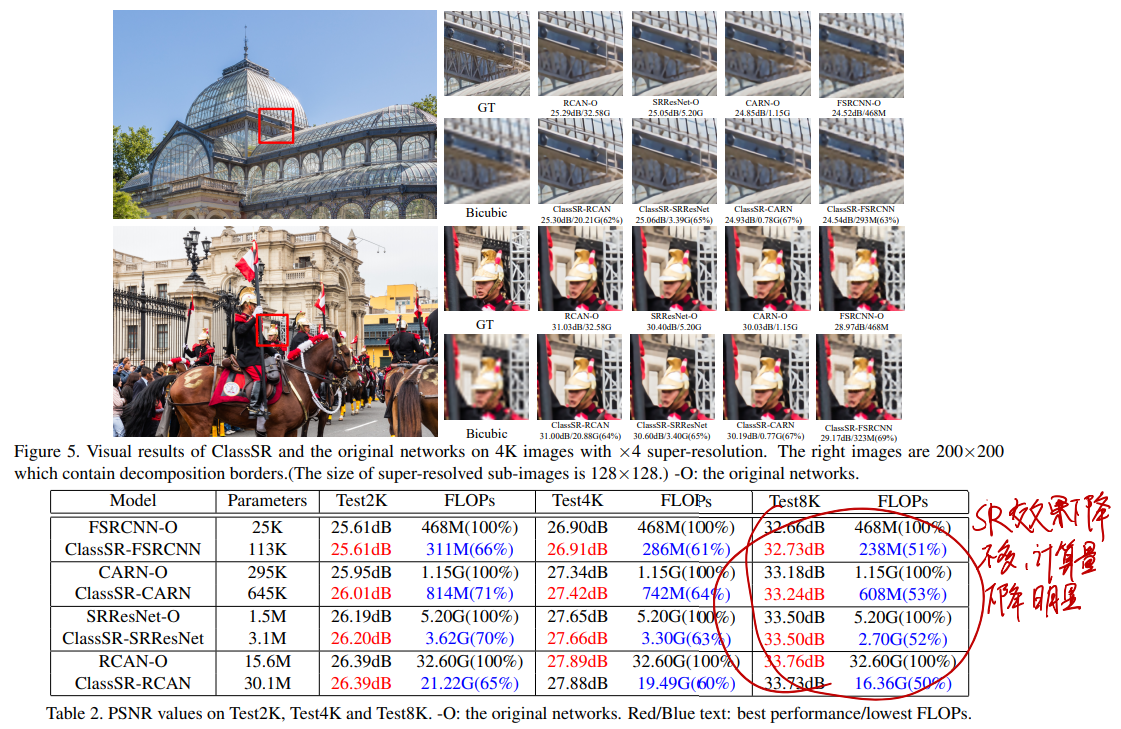 GT
RCAN-O
25.29dB/32.58G
SRResNet-O
25.05dB/5.20G
CARN-O
24.85dB/1.15G
FSRCNN-O
24.52dB/468M
Bicubic
ClassSR-RCAN
25.30dB/20.21G(62%)
ClassSR-SRResNet
25.06dB/3.39G(65%)
ClassSR-CARN
24.93dB/0.78G(67%)
ClassSR-FSRCNN
24.54dB/293M(63%)
GT
RCAN-O
31.03dB/32.58G
SRResNet-O
30.40dB/5.20G
CARN-O
30.03dB/1.15G
FSRCNN-O
28.97dB/468M
Bicubic
ClassSR-RCAN
31.00dB/20.88G(64%)
ClassSR-SRResNet
30.60dB/3.40G(65%)
ClassSR-CARN
30.19dB/0.77G(67%)
ClassSR-FSRCNN
29.17dB/323M(69%)
Figure 5. Visual results of ClassSR and the original networks on 4K images with ×4 super-resolution. The right images are 200×200
which contain decomposition borders.(The size of super-resolved sub-images is 128×128.) -O: the original networks.
Model Parameters Test2K FLOPs Test4K FLOPs Test8K FLOPs
FSRCNN-O 25K 25.61dB 468M(100%) 26.90dB 468M(100%) 32.66dB 468M(100%)
ClassSR-FSRCNN 113K 25.61dB 311M(66%) 26.91dB 286M(61%) 32.73dB 238M(51%)
CARN-O 295K 25.95dB 1.15G(100%) 27.34dB 1.15G(100%) 33.18dB 1.15G(100%)
ClassSR-CARN 645K 26.01dB 814M(71%) 27.42dB 742M(64%) 33.24dB 608M(53%)
SRResNet-O 1.5M 26.19dB 5.20G(100%) 27.65dB 5.20G(100%) 33.50dB 5.20G(100%)
ClassSR-SRResNet 3.1M 26.20dB 3.62G(70%) 27.66dB 3.30G(63%) 33.50dB 2.70G(52%)
RCAN-O 15.6M 26.39dB 32.60G(100%) 27.89dB 32.60G(100%) 33.76dB 32.60G(100%)
ClassSR-RCAN 30.1M 26.39dB 21.22G(65%) 27.88dB 19.49G(60%) 33.73dB 16.36G(50%)
SR效果下降
不多,计算量
下降明显
Table 2. PSNR values on Test2K, Test4K and Test8K. -O: the original networks. Red/Blue text: best performance/lowest FLOPs.